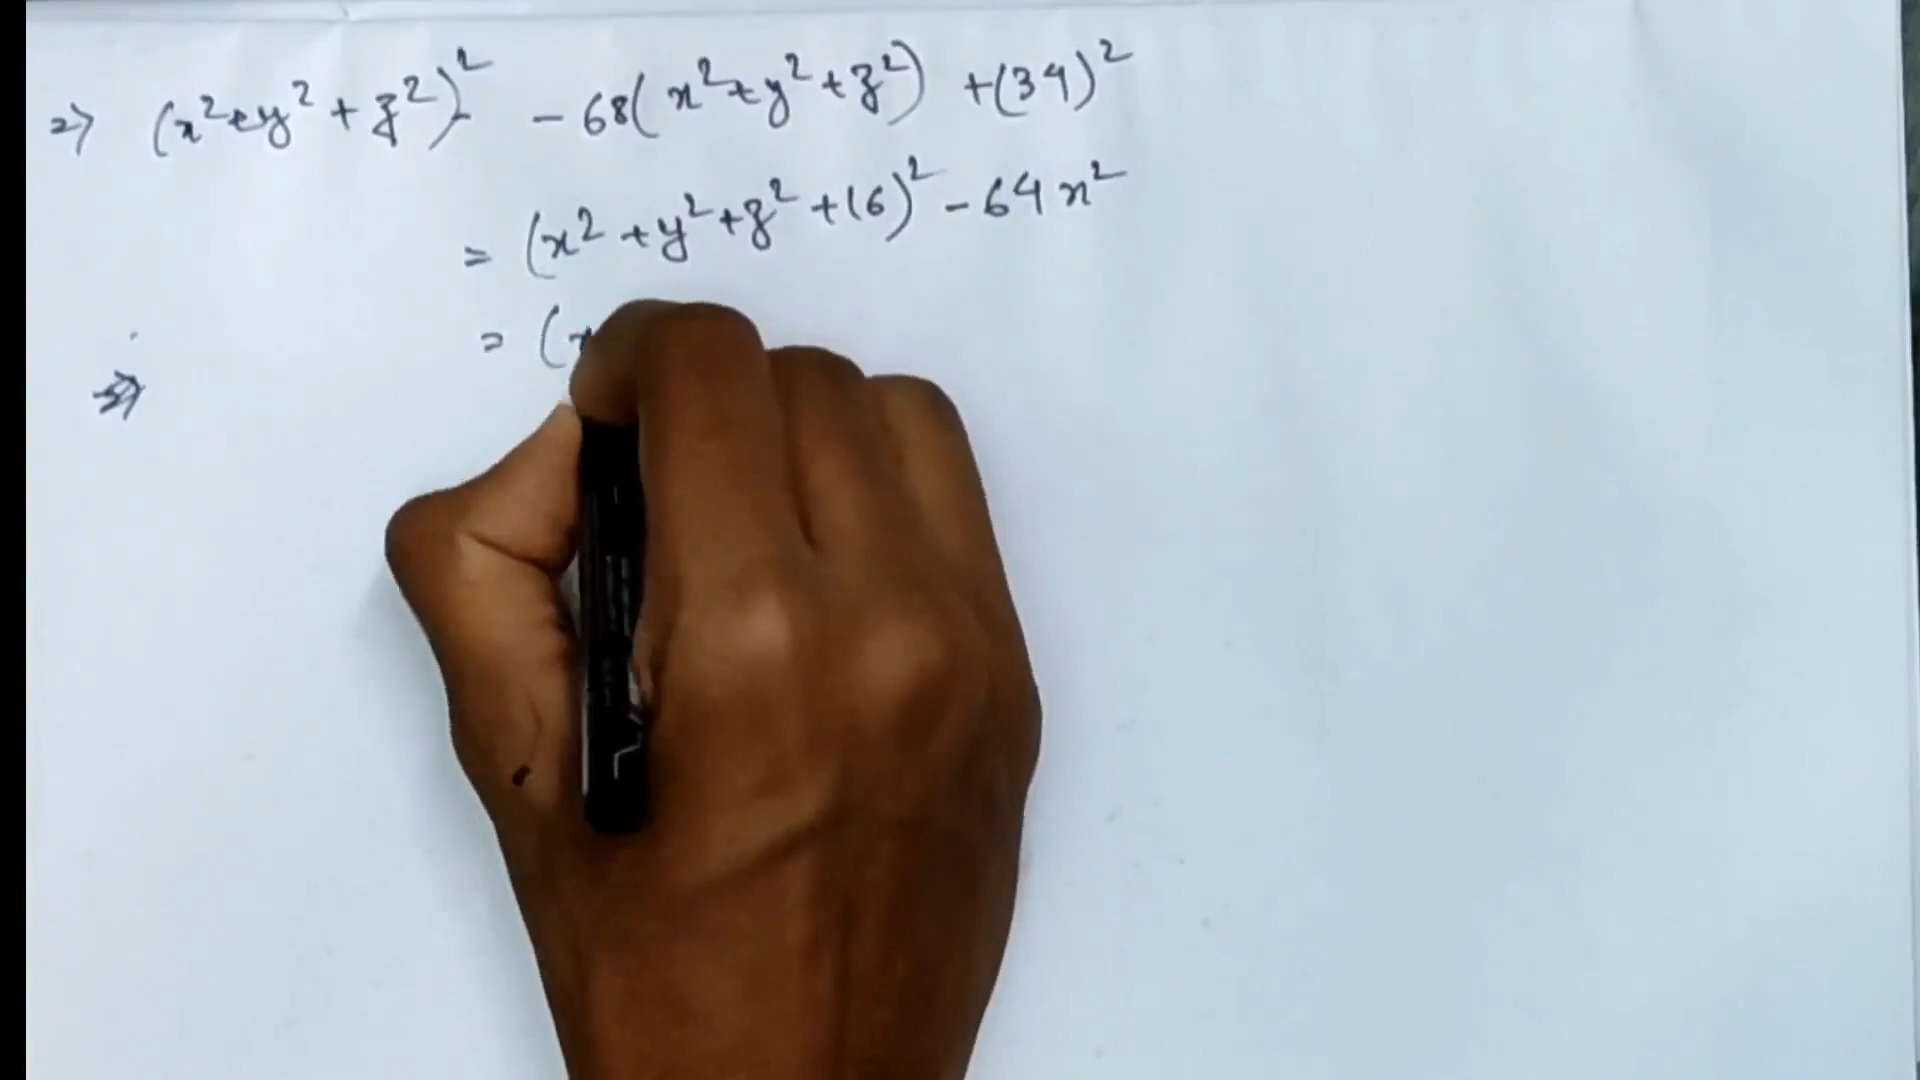 => (x²+y²+z²)² - 68(x²+y²+z²) + (34)²
= (x²+y²+z²+16)² - 64x²
= (x
=>